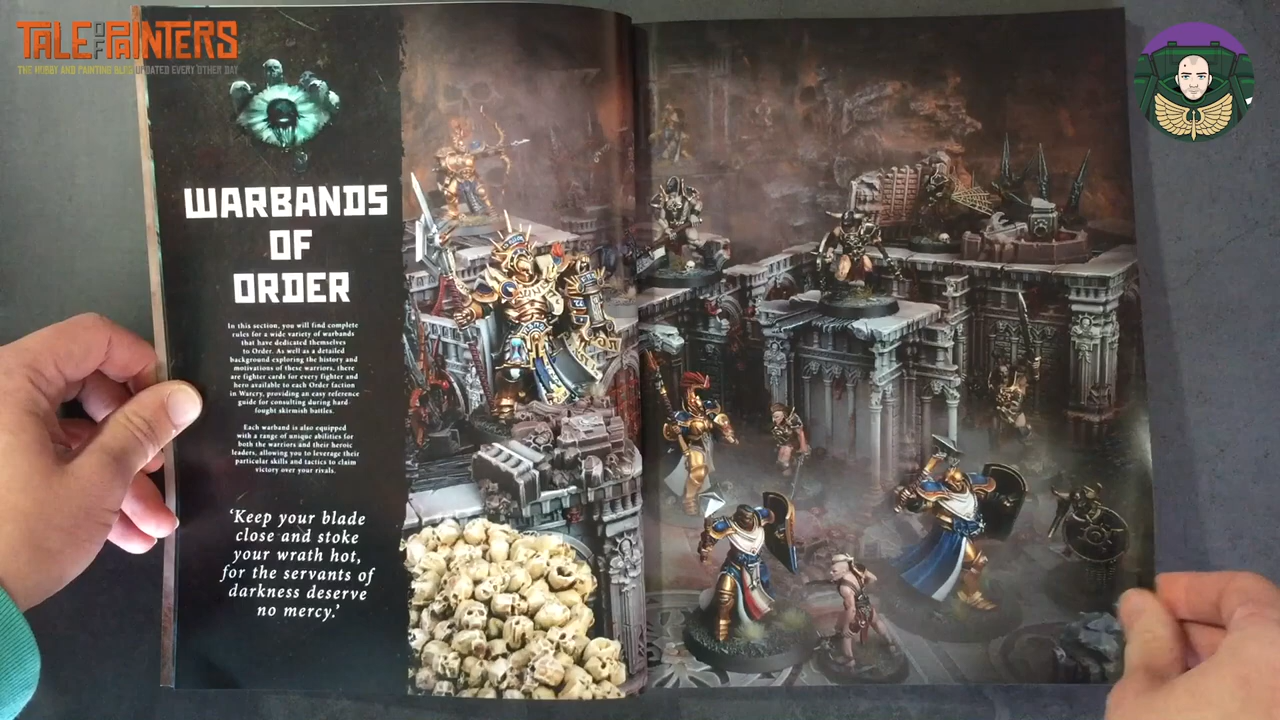 TALE OF PAINTERS
THE HOBBY AND PAINTING BLOG UPDATED EVERY OTHER DAY
WARBANDS
OF
ORDER
In this section, you will find complete
rules for a wide variety of warbands
that have dedicated themselves
to Order. As well as a detailed
background exploring the history and
motivations of these warriors, there
are fighter cards for every fighter and
hero available to each Order faction
in Warcry, providing an easy reference
guide for consulting during hard-
fought skirmish battles.
Each warband is also equipped
with a range of unique abilities for
both the warriors and their heroic
leaders, allowing you to leverage their
particular skills and tactics to claim
victory over your rivals.
‘Keep your blade
close and stoke
your wrath hot,
for the servants of
darkness deserve
no mercy.’